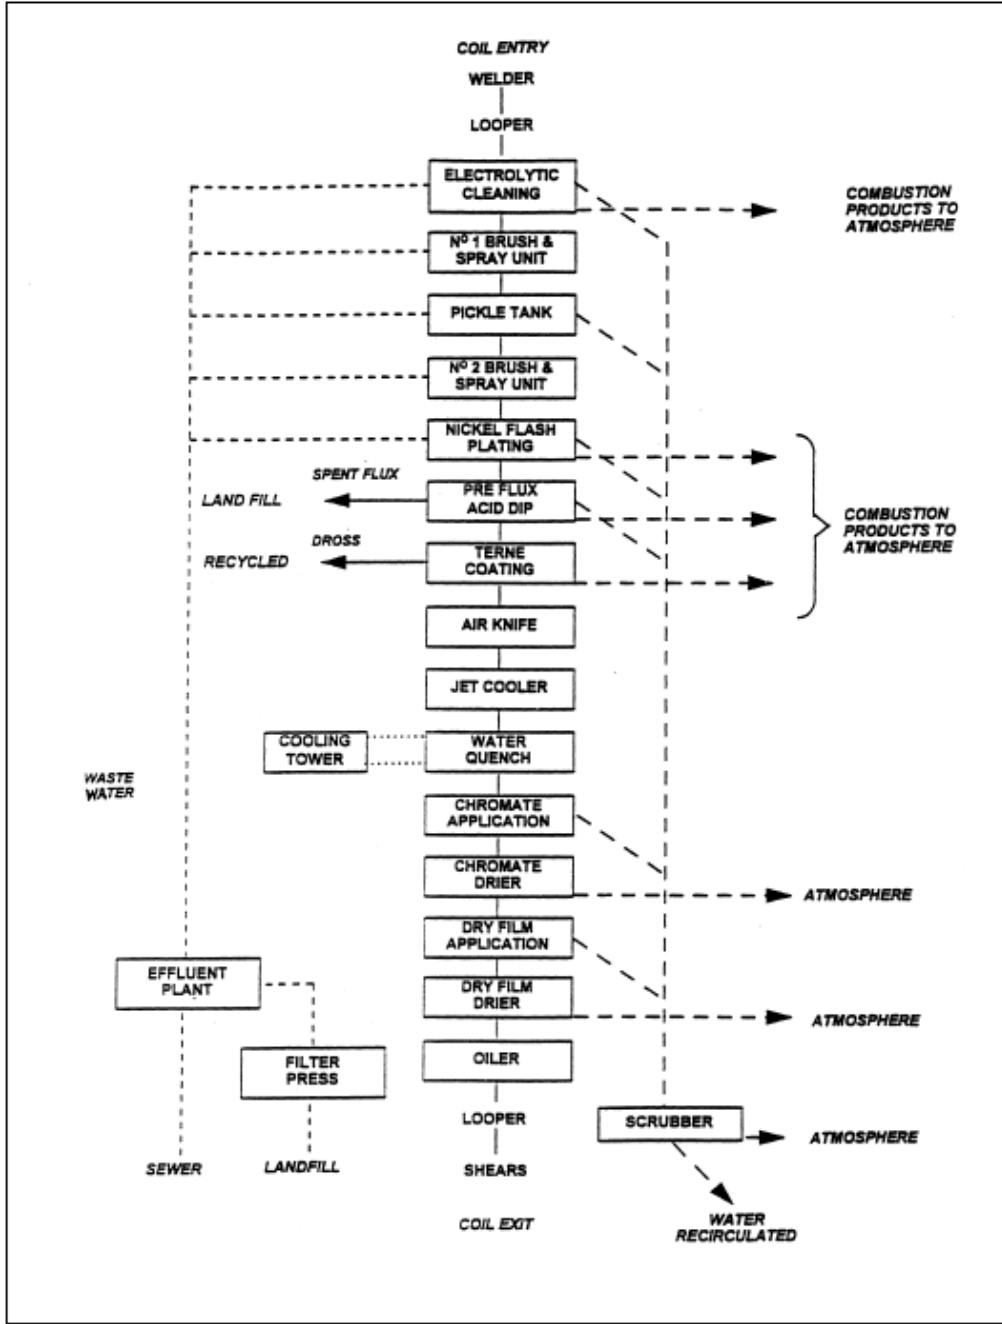 COIL ENTRY
WELDER
LOOPER
ELECTROLYTIC
CLEANING
COMBUSTION
PRODUCTS TO
ATMOSPHERE
Nº 1 BRUSH &
SPRAY UNIT
PICKLE TANK
Nº 2 BRUSH &
SPRAY UNIT
NICKEL FLASH
PLATING
SPENT FLUX
LAND FILL
PRE FLUX
ACID DIP
COMBUSTION
PRODUCTS TO
ATMOSPHERE
DROSS
RECYCLED
TERNE
COATING
AIR KNIFE
JET COOLER
COOLING
TOWER
WATER
QUENCH
WASTE
WATER
CHROMATE
APPLICATION
CHROMATE
DRIER
ATMOSPHERE
DRY FILM
APPLICATION
EFFLUENT
PLANT
DRY FILM
DRIER
ATMOSPHERE
FILTER
PRESS
OILER
LOOPER
SCRUBBER
ATMOSPHERE
SEWER
LANDFILL
SHEARS
COIL EXIT
WATER
RECIRCULATED